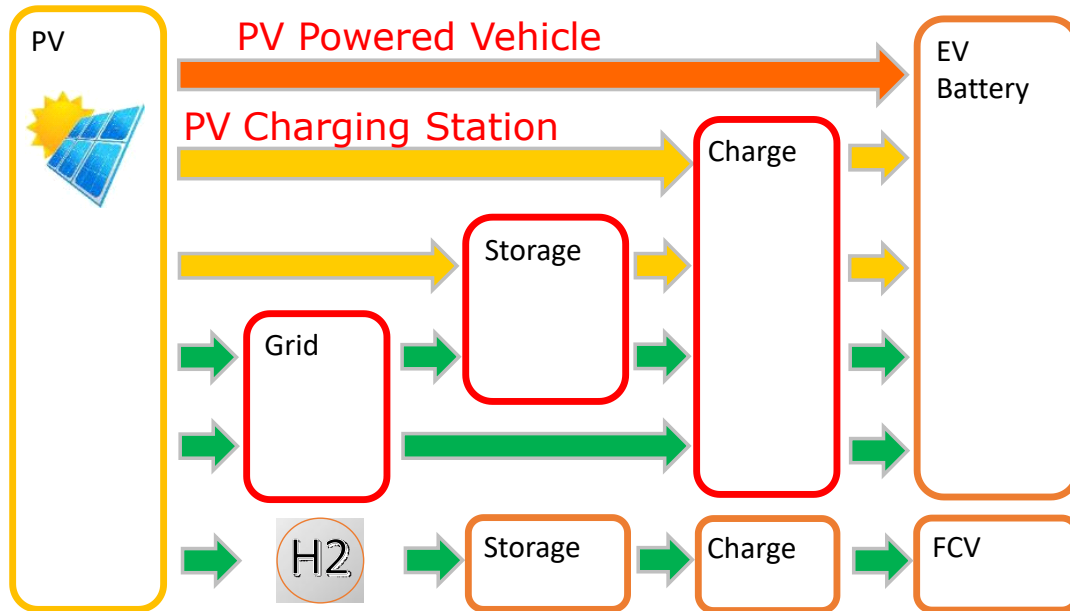 PV
PV Powered Vehicle
EV
Battery
PV Charging Station
Charge
Storage
Grid
H2
Storage
Charge
FCV